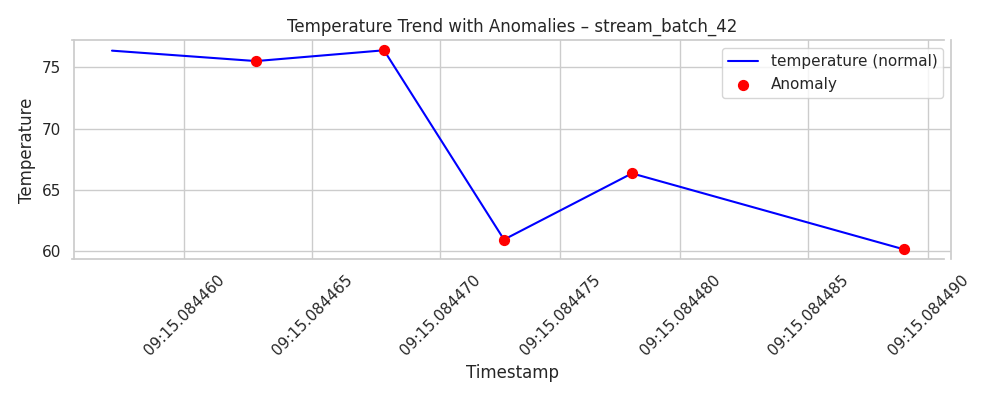 Temperature Trend with Anomalies – stream_batch_42
temperature (normal)
Anomaly
Temperature
75
70
65
60
09:15.084460
09:15.084465
09:15.084470
09:15.084475
09:15.084480
09:15.084485
09:15.084490
Timestamp